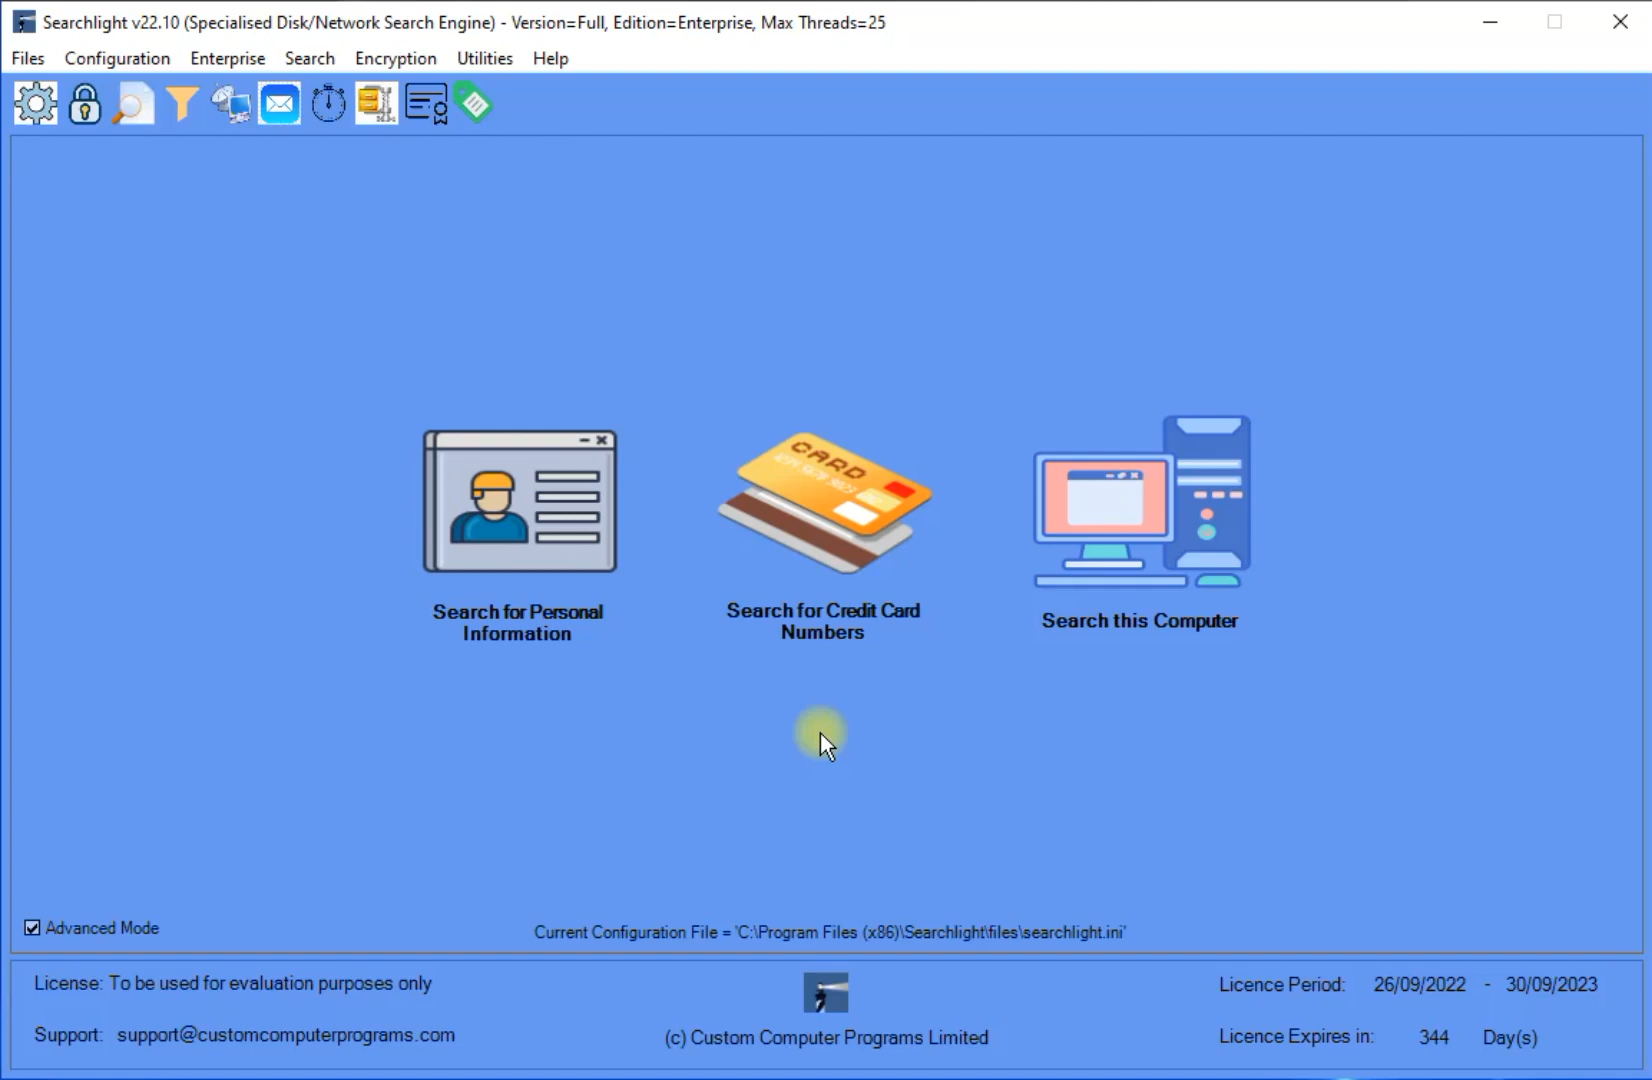 Searchlight v22.10 (Specialised Disk/Network Search Engine) - Version=Full, Edition=Enterprise, Max Threads=25
Files Configuration Enterprise Search Encryption Utilities Help
CARD
Search for Personal
Information
Search for Credit Card
Numbers
Search this Computer
Advanced Mode
Current Configuration File = 'C:\Program Files (x86)\Searchlight\files\searchlight.ini'
License: To be used for evaluation purposes only
Licence Period: 26/09/2022 - 30/09/2023
Support: support@customcomputerprograms.com
(c) Custom Computer Programs Limited
Licence Expires in: 344 Day(s)